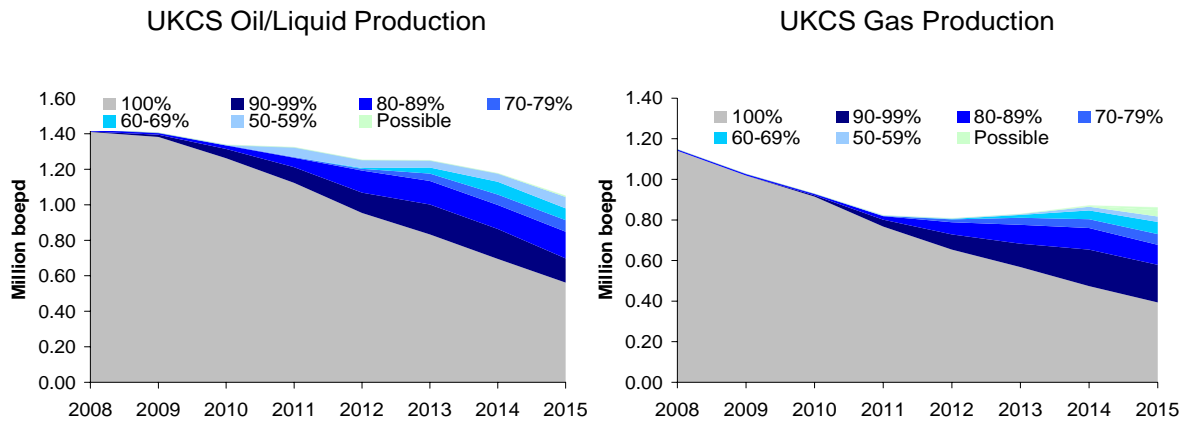 UKCS Oil/Liquid Production
Million boepd
1.60
1.40
1.20
1.00
0.80
0.60
0.40
0.20
0.00
100% 90-99% 80-89% 70-79%
60-69% 50-59% Possible
2008 2009 2010 2011 2012 2013 2014 2015
UKCS Gas Production
Million boepd
1.40
1.20
1.00
0.80
0.60
0.40
0.20
0.00
100% 90-99% 80-89% 70-79%
60-69% 50-59% Possible
2008 2009 2010 2011 2012 2013 2014 2015